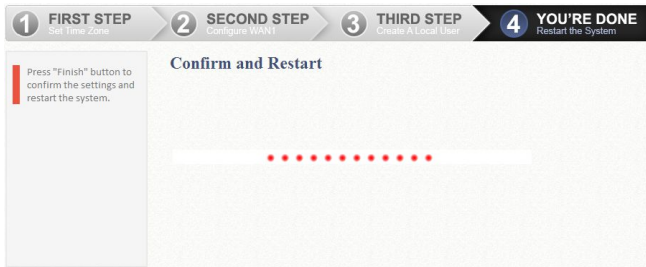 1 FIRST STEP
Set Time Zone
2 SECOND STEP
Configure WAN1
3 THIRD STEP
Create A Local User
4 YOU'RE DONE
Restart the System
Press "Finish" button to
confirm the settings and
restart the system.
Confirm and Restart